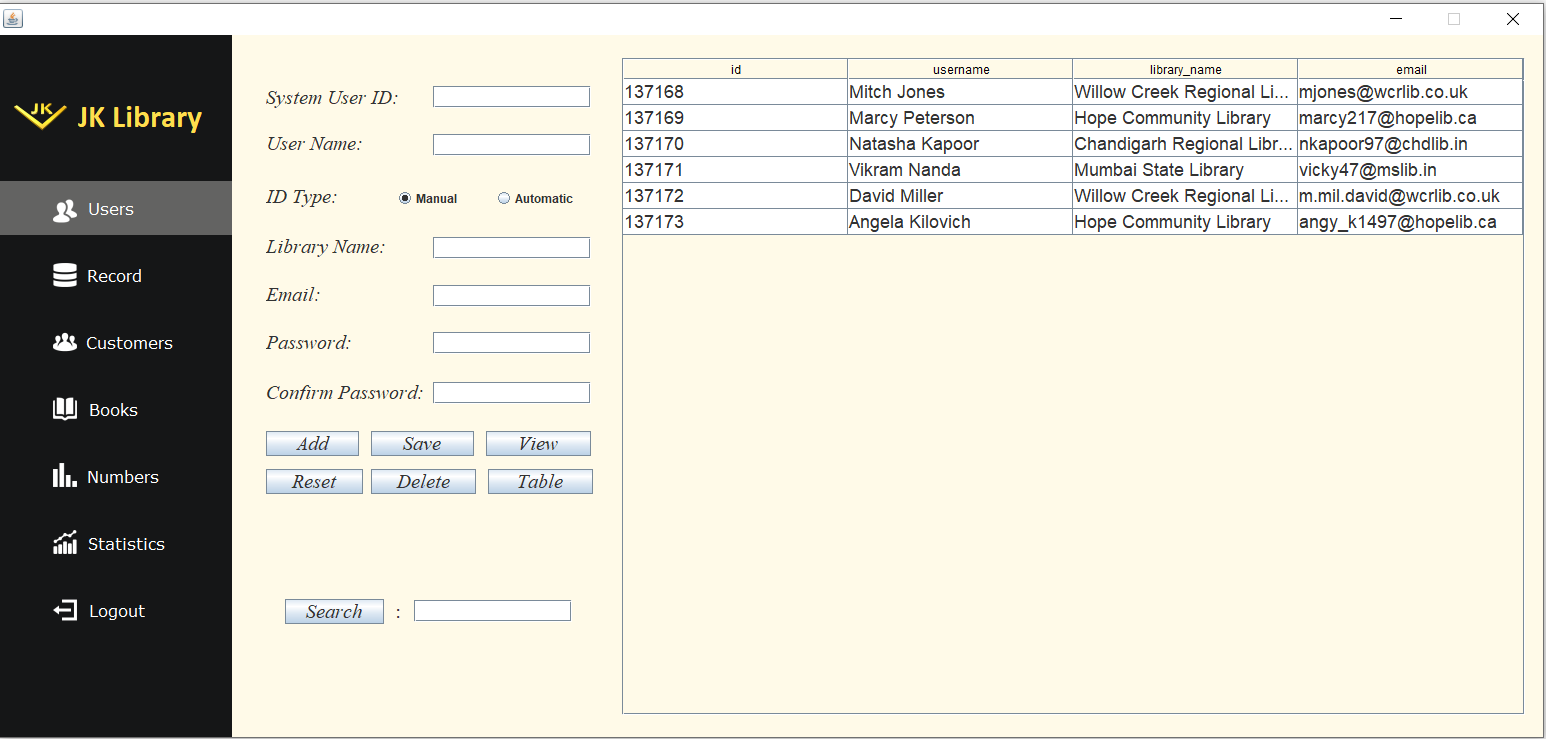 JK
JK Library
Users
Record
Customers
Books
Numbers
Statistics
Logout
System User ID:
User Name:
ID Type: Manual Automatic
Library Name:
Email:
Password:
Confirm Password:
Add Save View
Reset Delete Table
Search :
id username library_name email
137168 Mitch Jones Willow Creek Regional Li... mjones@wcrlib.co.uk
137169 Marcy Peterson Hope Community Library marcy217@hopelib.ca
137170 Natasha Kapoor Chandigarh Regional Libr... nkapoor97@chdlib.in
137171 Vikram Nanda Mumbai State Library vicky47@mslib.in
137172 David Miller Willow Creek Regional Li... m.mil.david@wcrlib.co.uk
137173 Angela Kilovich Hope Community Library angy_k1497@hopelib.ca